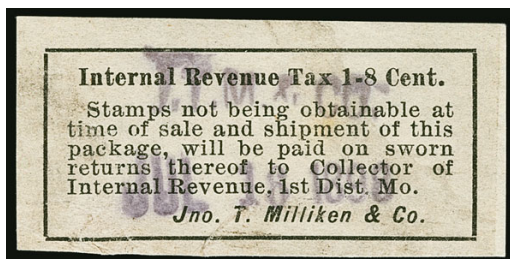 Internal Revenue Tax 1-8 Cent.
Stamps not being obtainable at
time of sale and shipment of this
package, will be paid on sworn
returns thereof to Collector of
Internal Revenue, 1st Dist. Mo.
Jno. T. Milliken & Co.